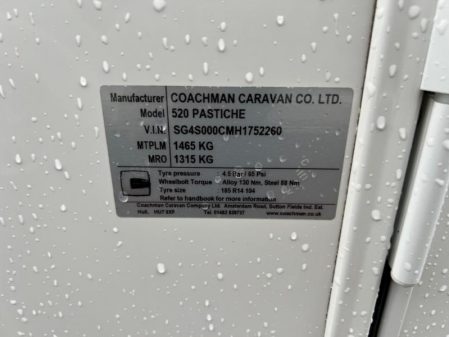 Manufacturer COACHMAN CARAVAN CO. LTD.
Model 520 PASTICHE
V.I.N. SG4S000CMH1752260
MTPLM 1465 KG
MRO 1315 KG
Tyre pressure - 4.5 Bar / 65 Psi
Wheelbolt Torque - Alloy 130 Nm, Steel 88 Nm
Tyre size - 185 R14 104
Refer to handbook for more information
Coachman Caravan Company Ltd. Amsterdam Road, Sutton Fields Ind. Est.
Hull. HU7 0XF Tel. 01482 839737 www.coachman.co.uk